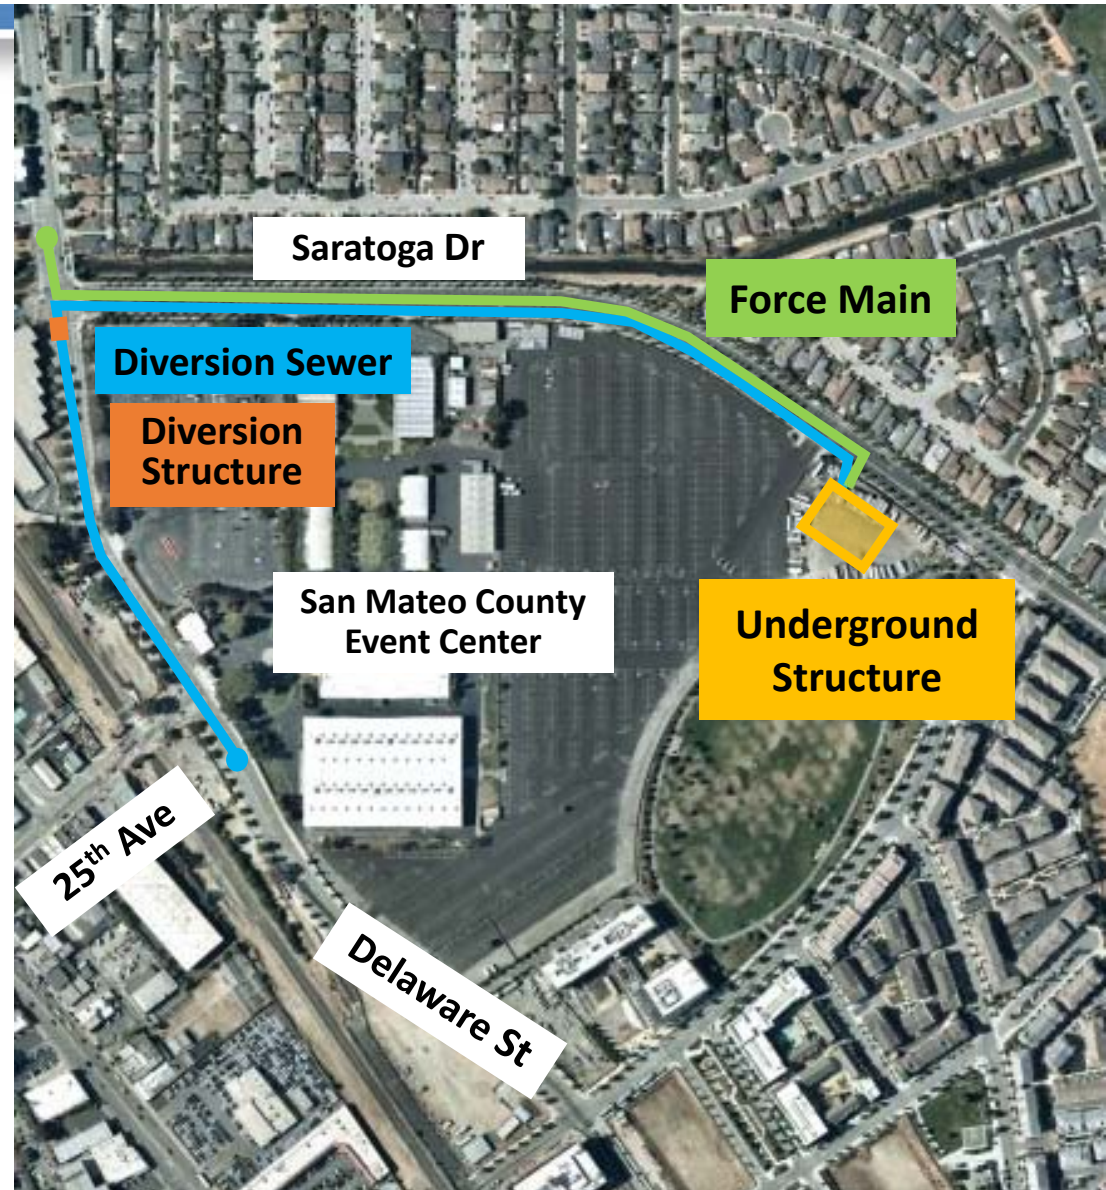 Saratoga Dr
Force Main
Diversion Sewer
Diversion
Structure
San Mateo County
Event Center
Underground
Structure
25th Ave
Delaware St